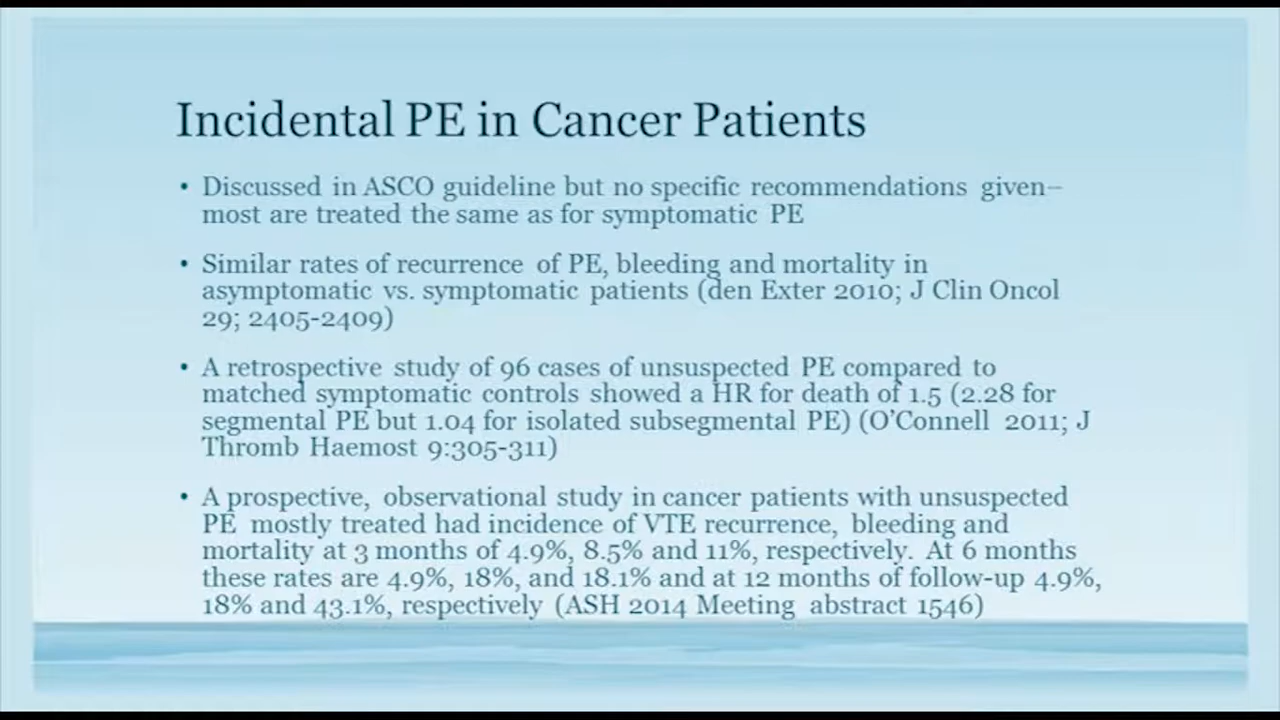 Incidental PE in Cancer Patients
• Discussed in ASCO guideline but no specific recommendations given–
most are treated the same as for symptomatic PE
• Similar rates of recurrence of PE, bleeding and mortality in
asymptomatic vs. symptomatic patients (den Exter 2010; J Clin Oncol
29; 2405-2409)
• A retrospective study of 96 cases of unsuspected PE compared to
matched symptomatic controls showed a HR for death of 1.5 (2.28 for
segmental PE but 1.04 for isolated subsegmental PE) (O’Connell 2011; J
Thromb Haemost 9:305-311)
• A prospective, observational study in cancer patients with unsuspected
PE mostly treated had incidence of VTE recurrence, bleeding and
mortality at 3 months of 4.9%, 8.5% and 11%, respectively. At 6 months
these rates are 4.9%, 18%, and 18.1% and at 12 months of follow-up 4.9%,
18% and 43.1%, respectively (ASH 2014 Meeting abstract 1546)